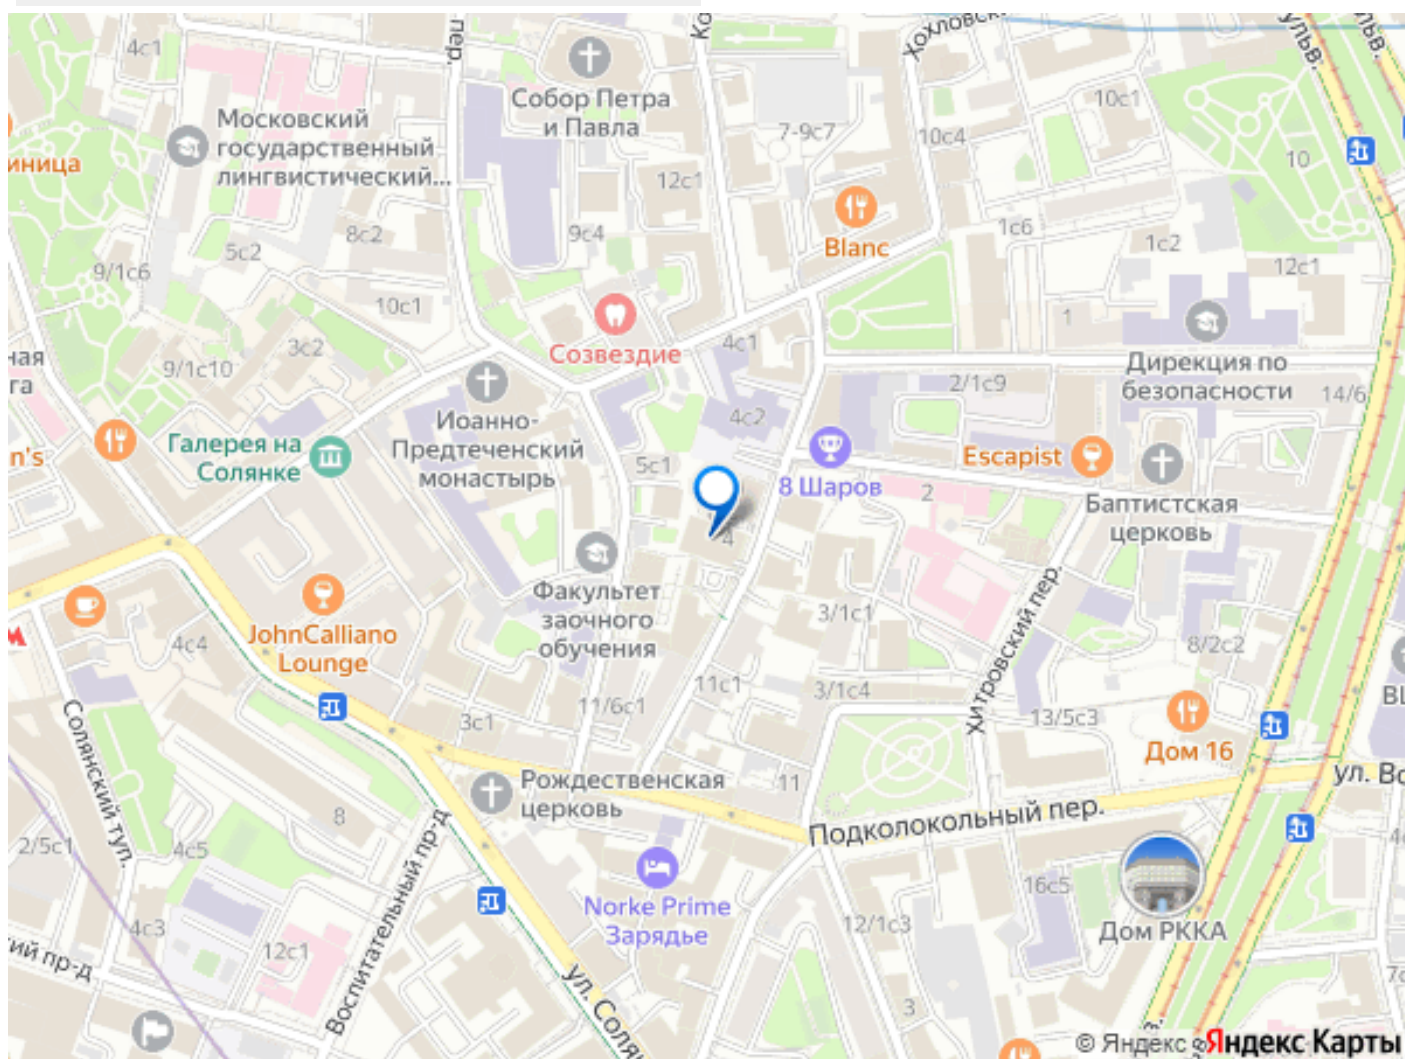 4с1
пер.
Хохловск
10с1
Собор Петра
и Павла
Московский
государственный
лингвистический...
7-9с7
10с4
10
12с1
Blanc
1с6
1с2
12с1
9с4
8с2
5с2
9/1с6
10с1
Созвездие
4с1
1
Дирекция по
безопасности
3с2
9/1с10
2/1с9
14/6
Иоанно-
Предтеченский
монастырь
4с2
Галерея на
Солянке
5с1
8 Шаров
Escapist
2
Баптистская
церковь
4
Факультет
заочного
обучения
JohnCalliano
Lounge
4с4
3/1с1
Хитровский пер.
8/2с2
11с1
3/1с4
11/6с1
3с1
13/5с3
Дом 16
Солянский туп.
Рождественская
церковь
11
Подколокольный пер.
8
2/5с1
4с5
Воспитательный пр-д
Norke Prime
Зарядье
16с5
Дом РККА
12/1с3
4с3
12с1
ул. Соля
3
© Яндекс
Яндекс Карты